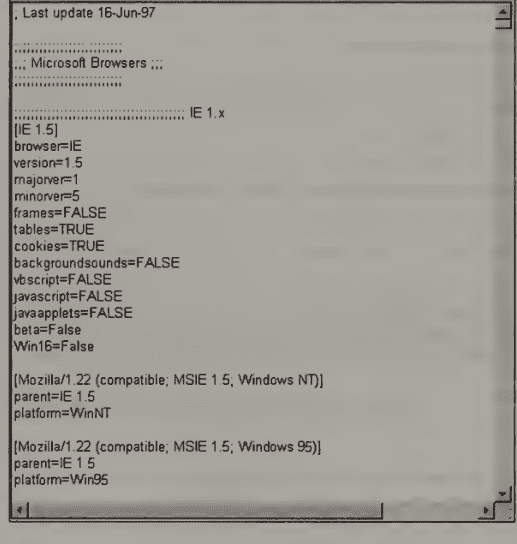 ; Last update 16-Jun-97
;;; ;;;;;;;;;;;;;;;;;;;;;;
;;; Microsoft Browsers ;;;
;;;;;;;;;;;;;;;;;;;;;;;;;;
;;;;;;;;;;;;;;;;;;;;;;;;;;;;;;;;;;;;;;;; IE 1.x
[IE 1.5]
browser=IE
version=1.5
majorver=1
minorver=5
frames=FALSE
tables=TRUE
cookies=TRUE
backgroundsounds=FALSE
vbscript=FALSE
javascript=FALSE
javaapplets=FALSE
beta=False
Win16=False
[Mozilla/1.22 (compatible; MSIE 1.5; Windows NT)]
parent=IE 1.5
platform=WinNT
[Mozilla/1.22 (compatible; MSIE 1.5; Windows 95)]
parent=IE 1 5
platform=Win95